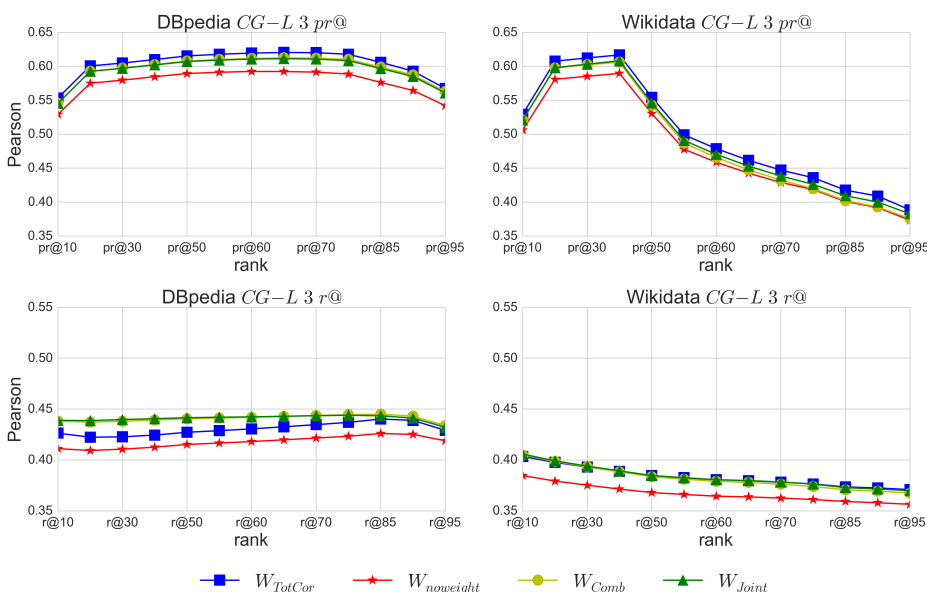 DBpedia CG−L 3 pr@
Wikidata CG−L 3 pr@
0.65
0.60
0.55
0.50
0.45
0.40
0.35
Pearson
pr@10 pr@30 pr@50 pr@60 pr@70 pr@85 pr@95
rank
0.65
0.60
0.55
0.50
0.45
0.40
0.35
pr@10 pr@30 pr@50 pr@60 pr@70 pr@85 pr@95
rank
DBpedia CG−L 3 r@
Wikidata CG−L 3 r@
0.55
0.50
0.45
0.40
0.35
Pearson
r@10 r@30 r@50 r@60 r@70 r@85 r@95
rank
0.55
0.50
0.45
0.40
0.35
r@10 r@30 r@50 r@60 r@70 r@85 r@95
rank
W_TotCor W_noweight W_Comb W_Joint